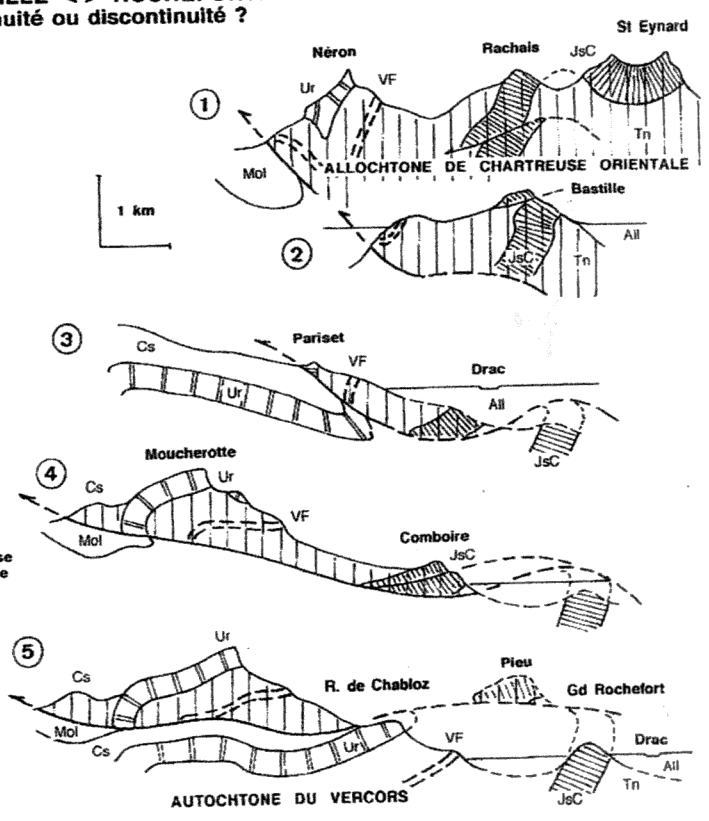 nuité ou discontinuité ?
St Eynard
Néron
Rachais
JsC
Ur
VF
1
Mol
Tn
ALLOCHTONE DE CHARTREUSE ORIENTALE
1 km
Bastille
2
JsC
Tn
All
3
Cs
Pariset
VF
Drac
Ur
All
JsC
4
Moucherotte
Cs
Ur
VF
Mol
Comboire
JsC
se
e
5
Ur
Cs
R. de Chabloz
Pieu
Gd Rochefort
Mol
Cs
Ur
VF
Drac
All
Tn
JsC
AUTOCHTONE DU VERCORS